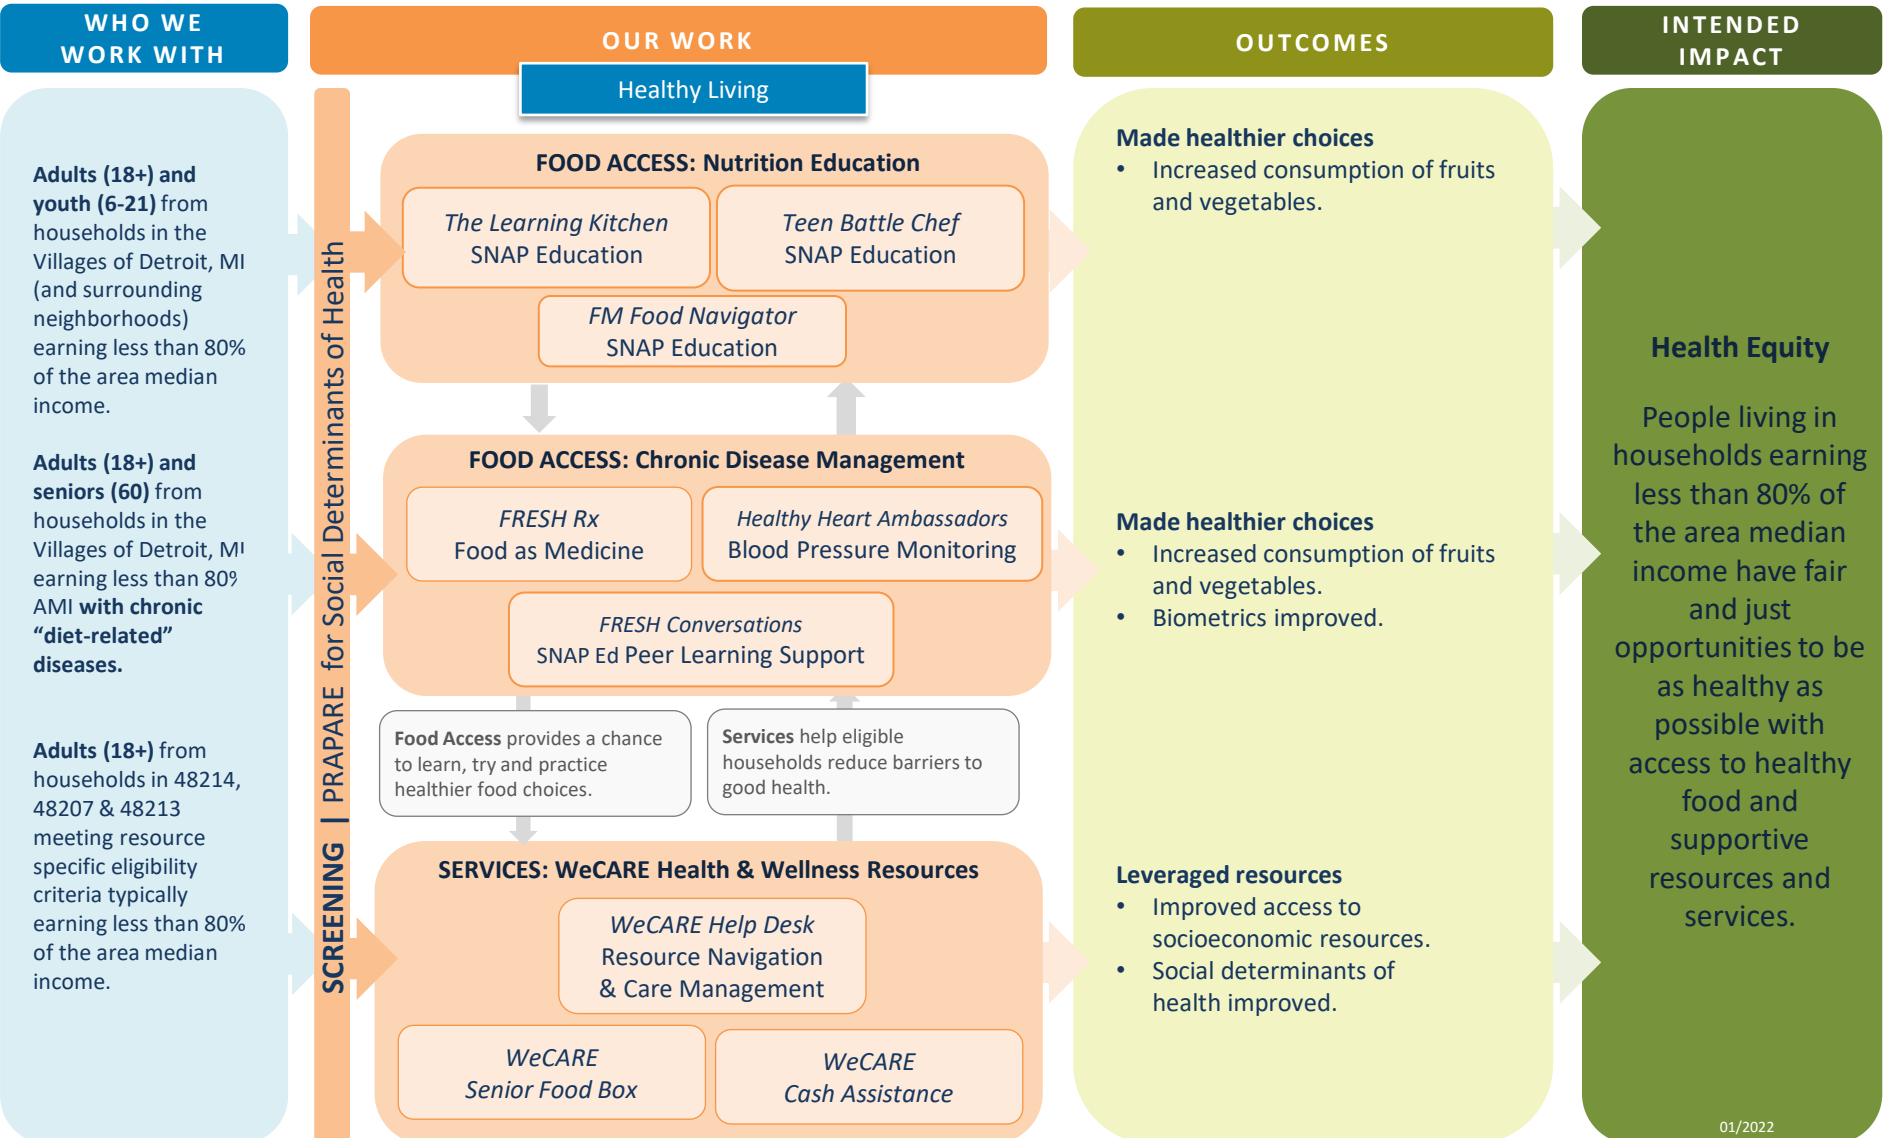 WHO WE
WORK WITH
OUR WORK
OUTCOMES
INTENDED
IMPACT
Healthy Living
Adults (18+) and
youth (6-21) from
households in the
Villages of Detroit, MI
(and surrounding
neighborhoods)
earning less than 80%
of the area median
income.
Adults (18+) and
seniors (60) from
households in the
Villages of Detroit, MI
earning less than 80%
AMI with chronic
“diet-related”
diseases.
Adults (18+) from
households in 48214,
48207 & 48213
meeting resource
specific eligibility
criteria typically
earning less than 80%
of the area median
income.
SCREENING | PRAPARE for Social Determinants of Health
FOOD ACCESS: Nutrition Education
The Learning Kitchen
SNAP Education
Teen Battle Chef
SNAP Education
FM Food Navigator
SNAP Education
FOOD ACCESS: Chronic Disease Management
FRESH Rx
Food as Medicine
Healthy Heart Ambassadors
Blood Pressure Monitoring
FRESH Conversations
SNAP Ed Peer Learning Support
Food Access provides a chance
to learn, try and practice
healthier food choices.
Services help eligible
households reduce barriers to
good health.
SERVICES: WeCARE Health & Wellness Resources
WeCARE Help Desk
Resource Navigation
& Care Management
WeCARE
Senior Food Box
WeCARE
Cash Assistance
Made healthier choices
• Increased consumption of fruits
and vegetables.
Made healthier choices
• Increased consumption of fruits
and vegetables.
• Biometrics improved.
Leveraged resources
• Improved access to
socioeconomic resources.
• Social determinants of
health improved.
Health Equity
People living in
households earning
less than 80% of
the area median
income have fair
and just
opportunities to be
as healthy as
possible with
access to healthy
food and
supportive
resources and
services.
01/2022